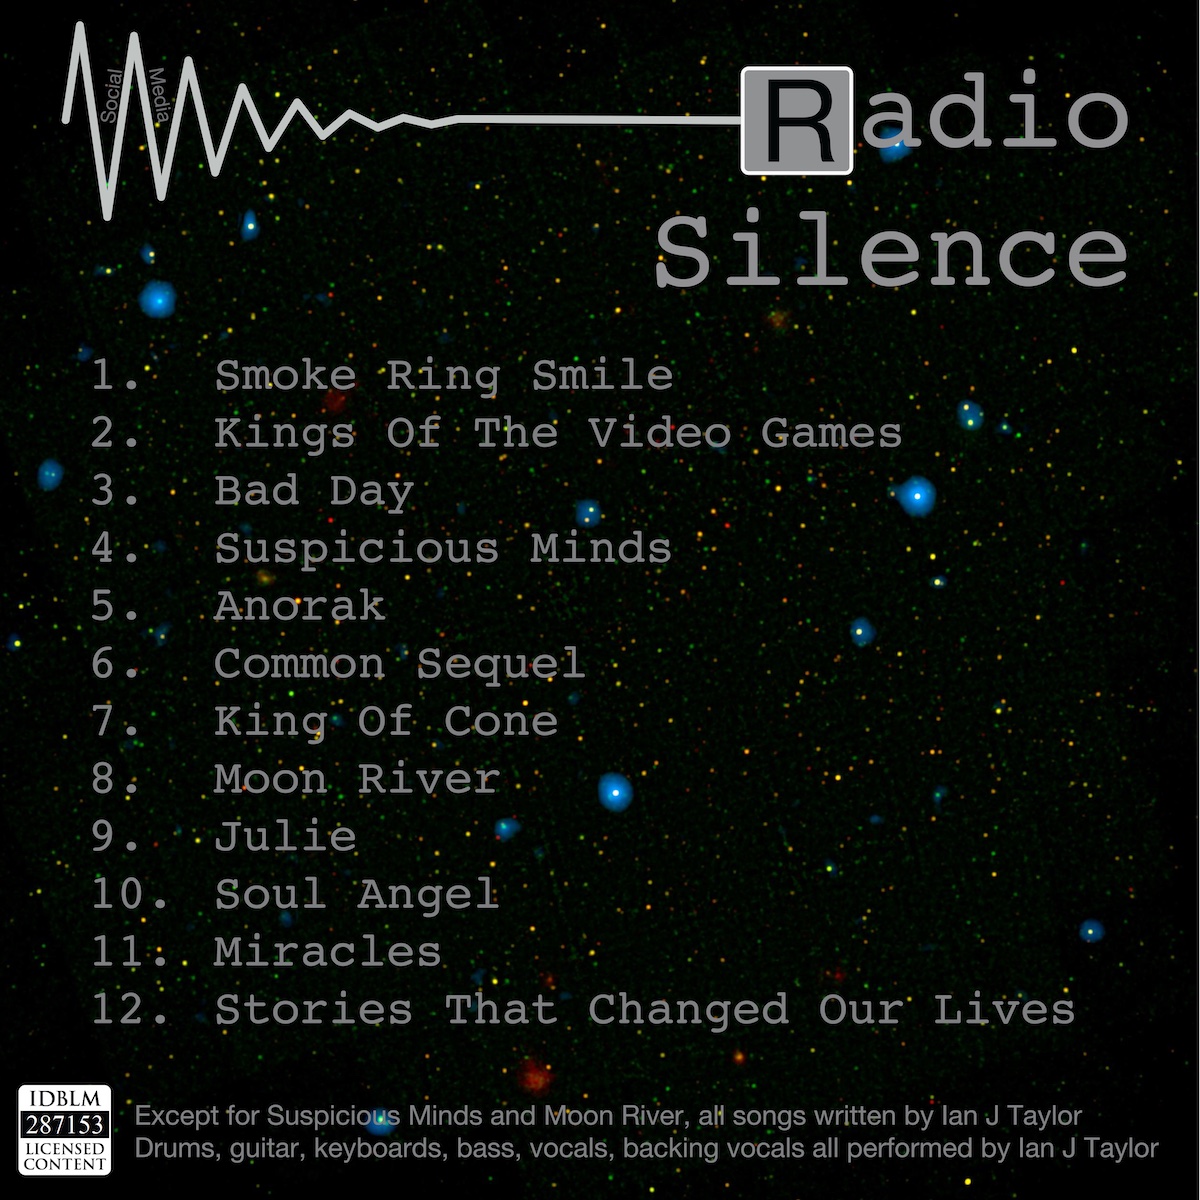 Social Media
Radio
Silence
1. Smoke Ring Smile
2. Kings Of The Video Games
3. Bad Day
4. Suspicious Minds
5. Anorak
6. Common Sequel
7. King Of Cone
8. Moon River
9. Julie
10. Soul Angel
11. Miracles
12. Stories That Changed Our Lives
IDBLM
287153
LICENSED
CONTENT
Except for Suspicious Minds and Moon River, all songs written by Ian J Taylor
Drums, guitar, keyboards, bass, vocals, backing vocals all performed by Ian J Taylor